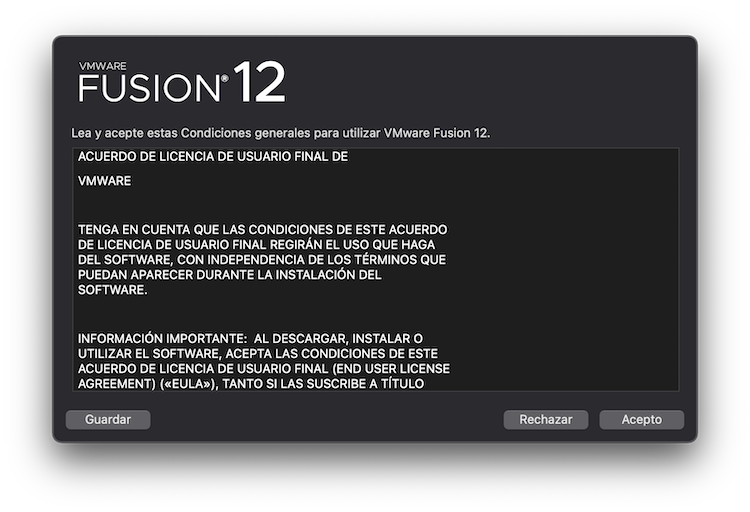 VMWARE
FUSION® 12
Lea y acepte estas Condiciones generales para utilizar VMware Fusion 12.
ACUERDO DE LICENCIA DE USUARIO FINAL DE
VMWARE
TENGA EN CUENTA QUE LAS CONDICIONES DE ESTE ACUERDO
DE LICENCIA DE USUARIO FINAL REGIRÁN EL USO QUE HAGA
DEL SOFTWARE, CON INDEPENDENCIA DE LOS TÉRMINOS QUE
PUEDAN APARECER DURANTE LA INSTALACIÓN DEL
SOFTWARE.
INFORMACIÓN IMPORTANTE:  AL DESCARGAR, INSTALAR O
UTILIZAR EL SOFTWARE, ACEPTA LAS CONDICIONES DE ESTE
ACUERDO DE LICENCIA DE USUARIO FINAL (END USER LICENSE
AGREEMENT) («EULA»), TANTO SI LAS SUSCRIBE A TÍTULO
Guardar Rechazar Acepto